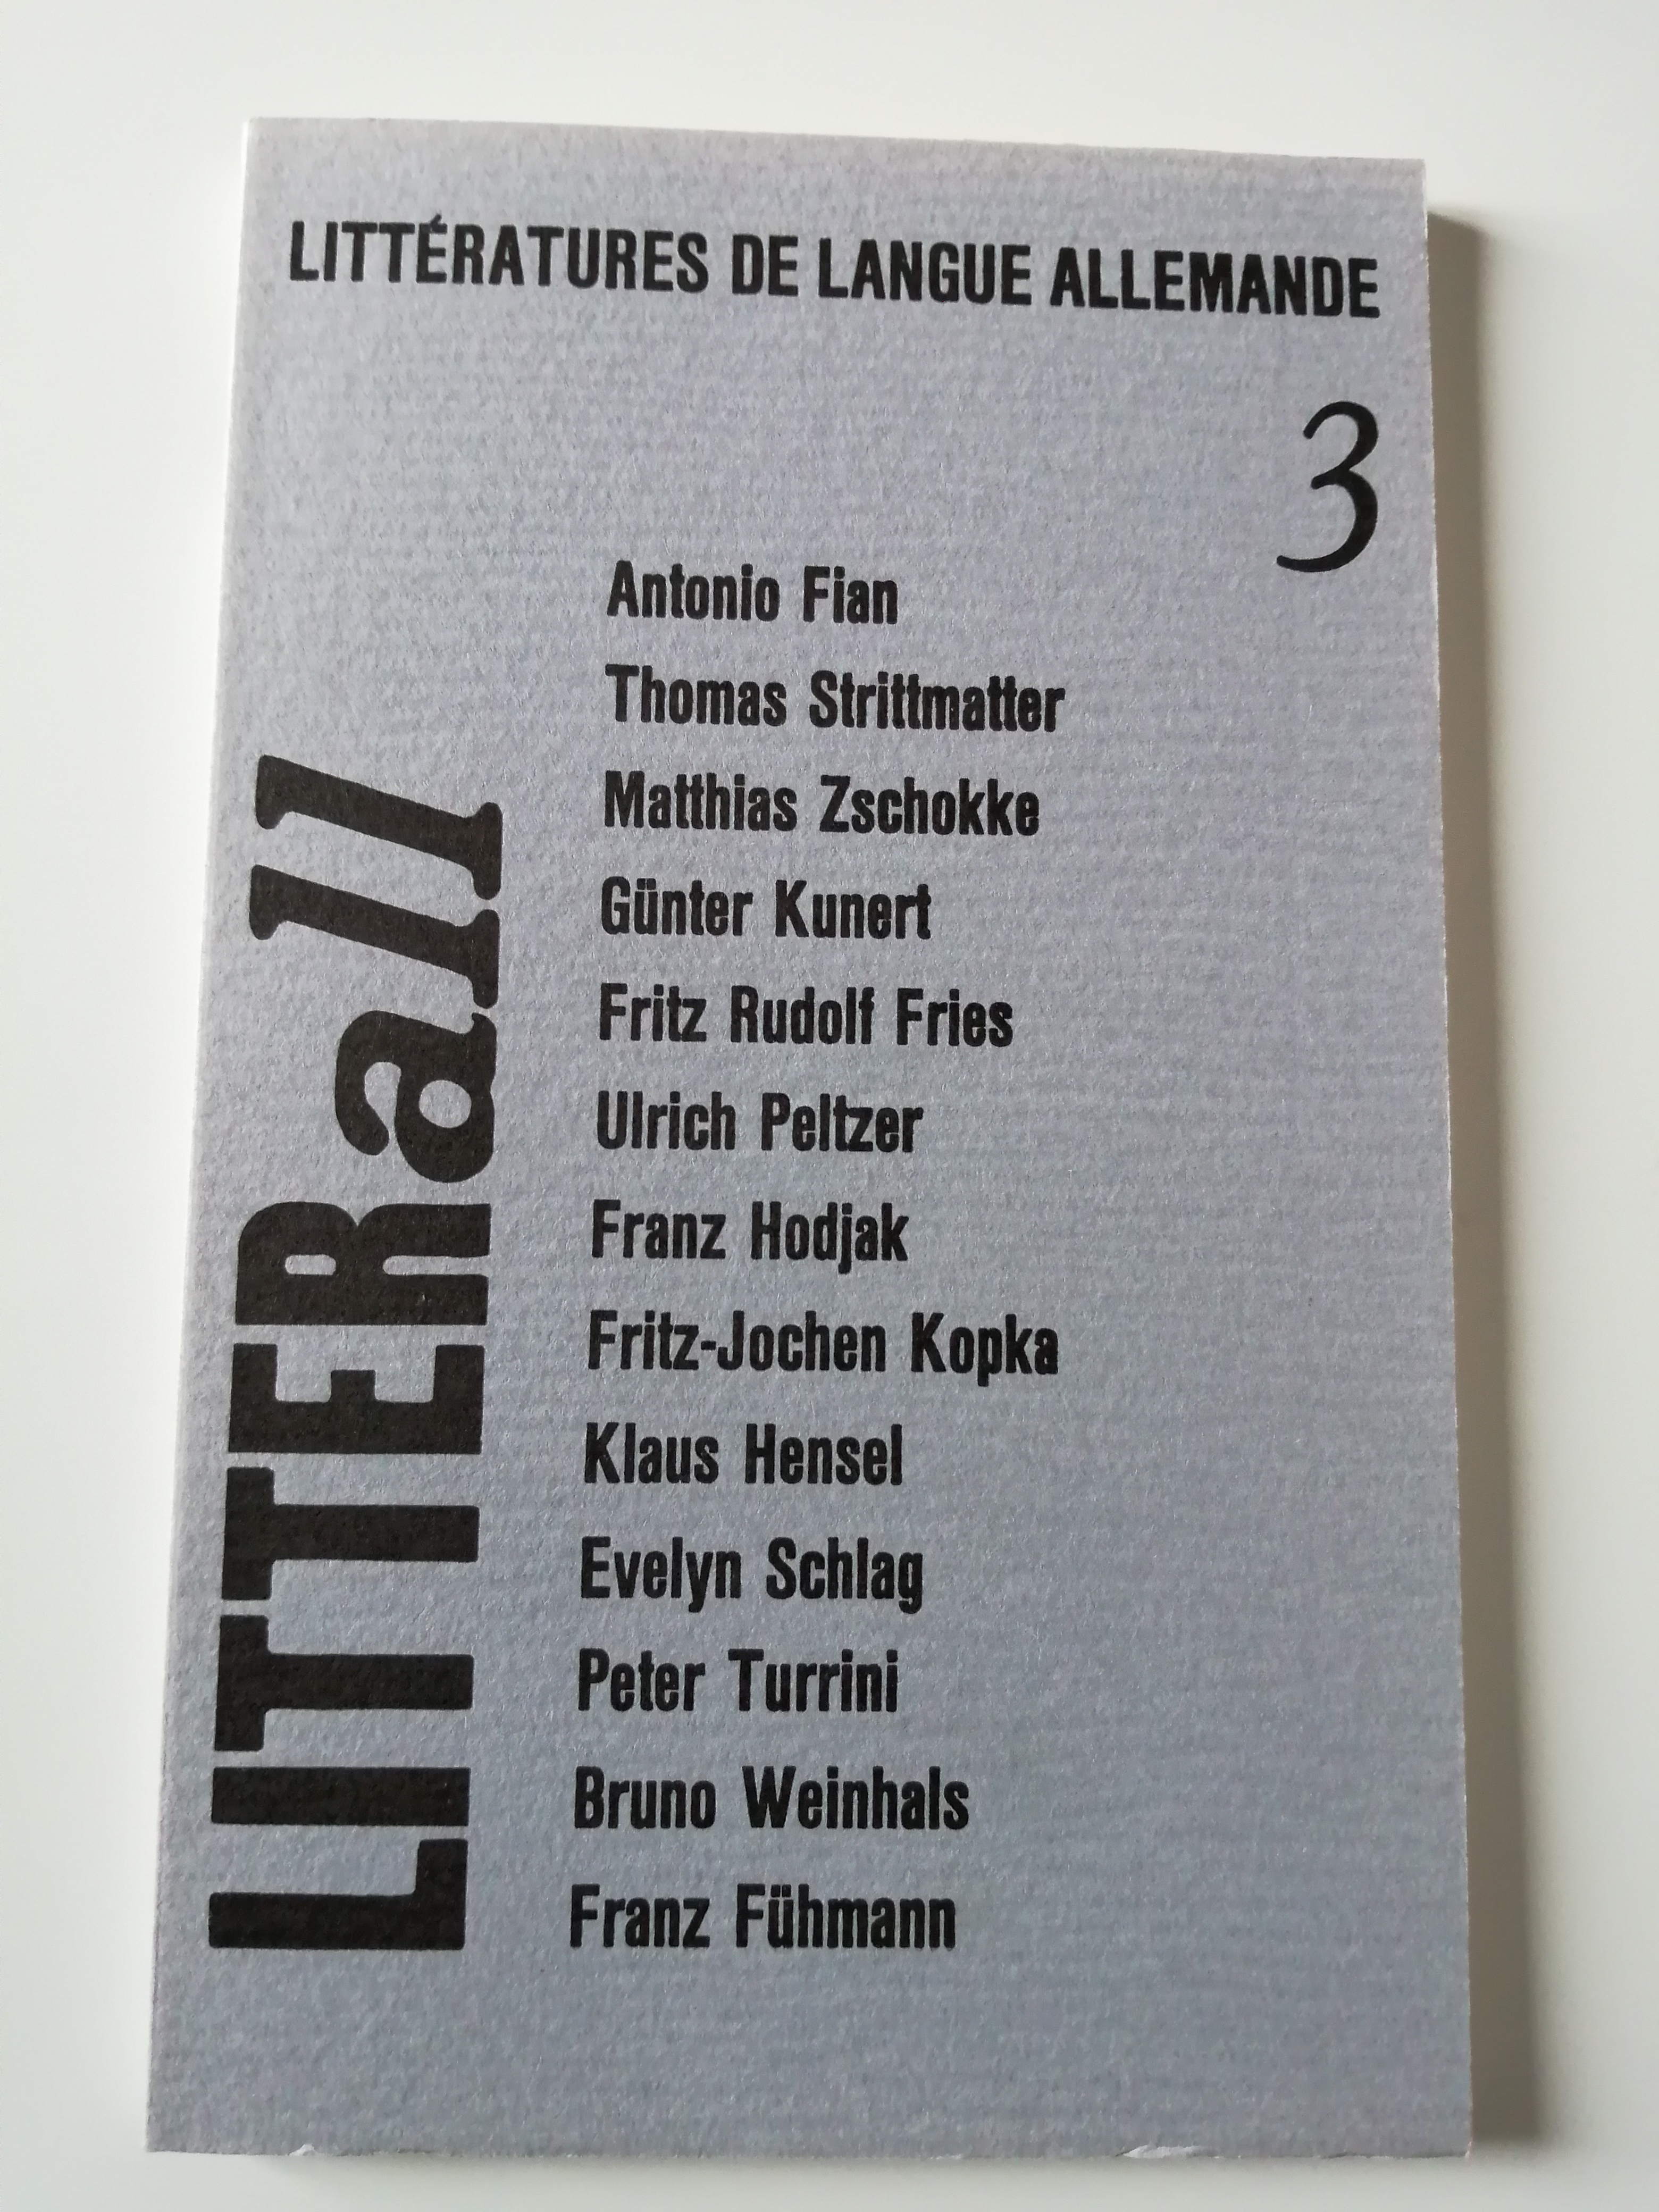 LITTÉRATURES DE LANGUE ALLEMANDE
3
LITTERall
Antonio Fian
Thomas Strittmatter
Matthias Zschokke
Günter Kunert
Fritz Rudolf Fries
Ulrich Peltzer
Franz Hodjak
Fritz-Jochen Kopka
Klaus Hensel
Evelyn Schlag
Peter Turrini
Bruno Weinhals
Franz Fühmann